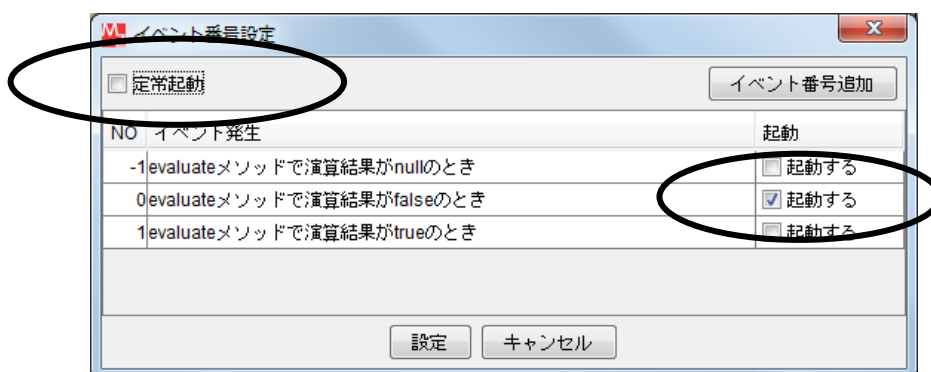 イベント番号設定
定常起動
イベント番号追加
NO イベント発生 起動
-1 evaluateメソッドで演算結果がnullのとき 起動する
0 evaluateメソッドで演算結果がfalseのとき 起動する
1 evaluateメソッドで演算結果がtrueのとき 起動する
設定 キャンセル